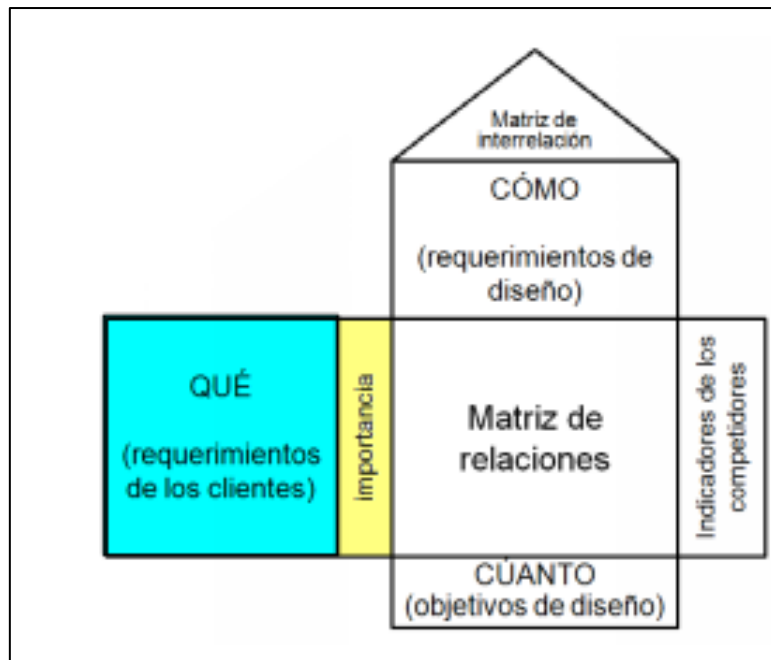 Matriz de
interrelación
CÓMO
(requerimientos de
diseño)
QUÉ
(requerimientos
de los clientes)
importancia
Matriz de
relaciones
Indicadores de los
competidores
CÚANTO
(objetivos de diseño)